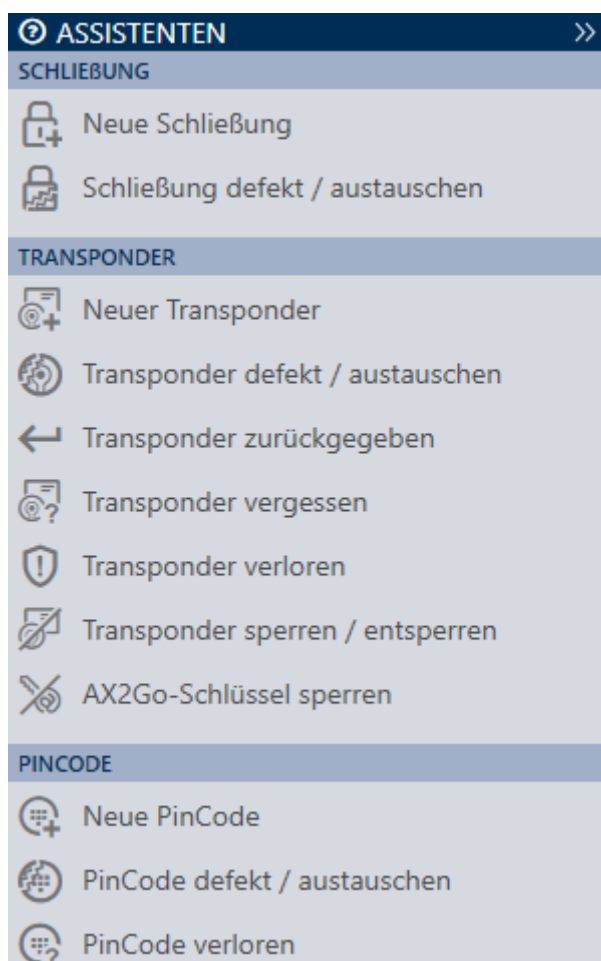 ASSISTENTEN
SCHLIEßUNG
Neue Schließung
Schließung defekt / austauschen
TRANSPONDER
Neuer Transponder
Transponder defekt / austauschen
Transponder zurückgegeben
Transponder vergessen
Transponder verloren
Transponder sperren / entsperren
AX2Go-Schlüssel sperren
PINCODE
Neue PinCode
PinCode defekt / austauschen
PinCode verloren